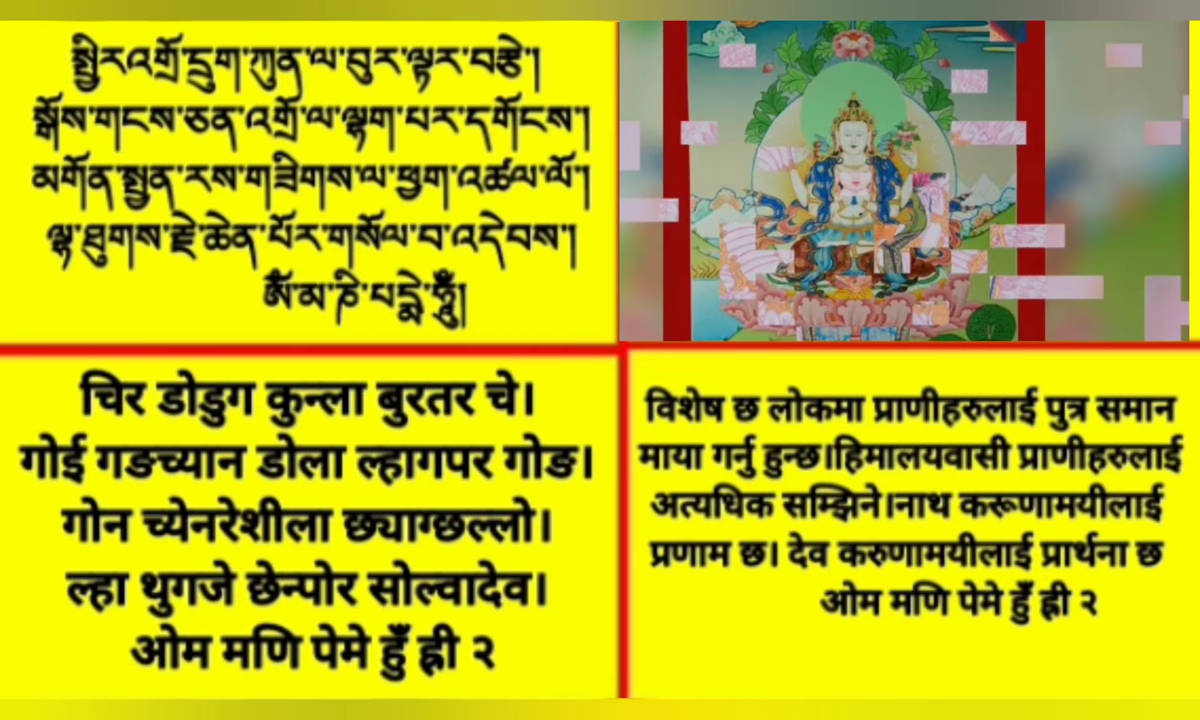 སྤྱིར་འགྲོ་དྲུག་ཀུན་ལ་བུར་ལྟར་བརྩེ།
སྒོས་གངས་ཅན་འགྲོ་ལ་ལྷག་པར་དགོངས།
མགོན་སྤྱན་རས་གཟིགས་ལ་ཕྱག་འཚལ་ལོ།
ལྷ་ཐུགས་རྗེ་ཆེན་པོར་གསོལ་བ་འདེབས།
ཨོཾ་མ་ཎི་པདྨེ་ཧཱུྃ།
चिर डोडुग कुन्ला बुरतर चे।
गोई गङच्यान डोला ल्हागपर गोङ।
गोन च्येनरेशीला छ्याग्छल्लो।
ल्हा थुगजे छेन्पोर सोल्वादेव।
ओम मणि पेमे हुँ ह्री २
विशेष छ लोकमा प्राणीहरुलाई पुत्र समान
माया गर्नु हुन्छ।हिमालयवासी प्राणीहरुलाई
अत्यधिक सम्झिने।नाथ करूणामयीलाई
प्रणाम छ। देव करुणामयीलाई प्रार्थना छ
ओम मणि पेमे हुँ ह्री २